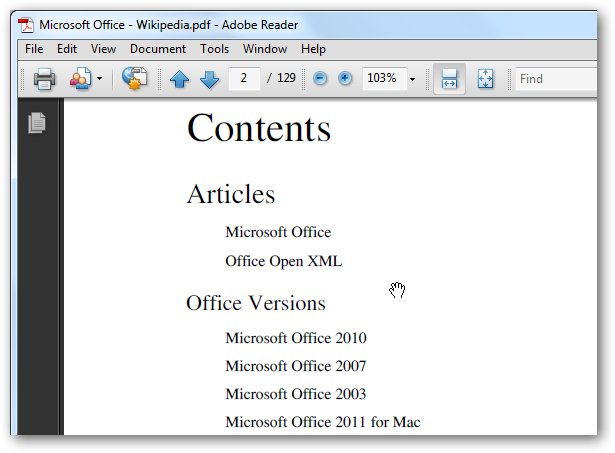 Microsoft Office - Wikipedia.pdf - Adobe Reader
File Edit View Document Tools Window Help
2 / 129 103% Find
Contents
Articles
Microsoft Office
Office Open XML
Office Versions
Microsoft Office 2010
Microsoft Office 2007
Microsoft Office 2003
Microsoft Office 2011 for Mac